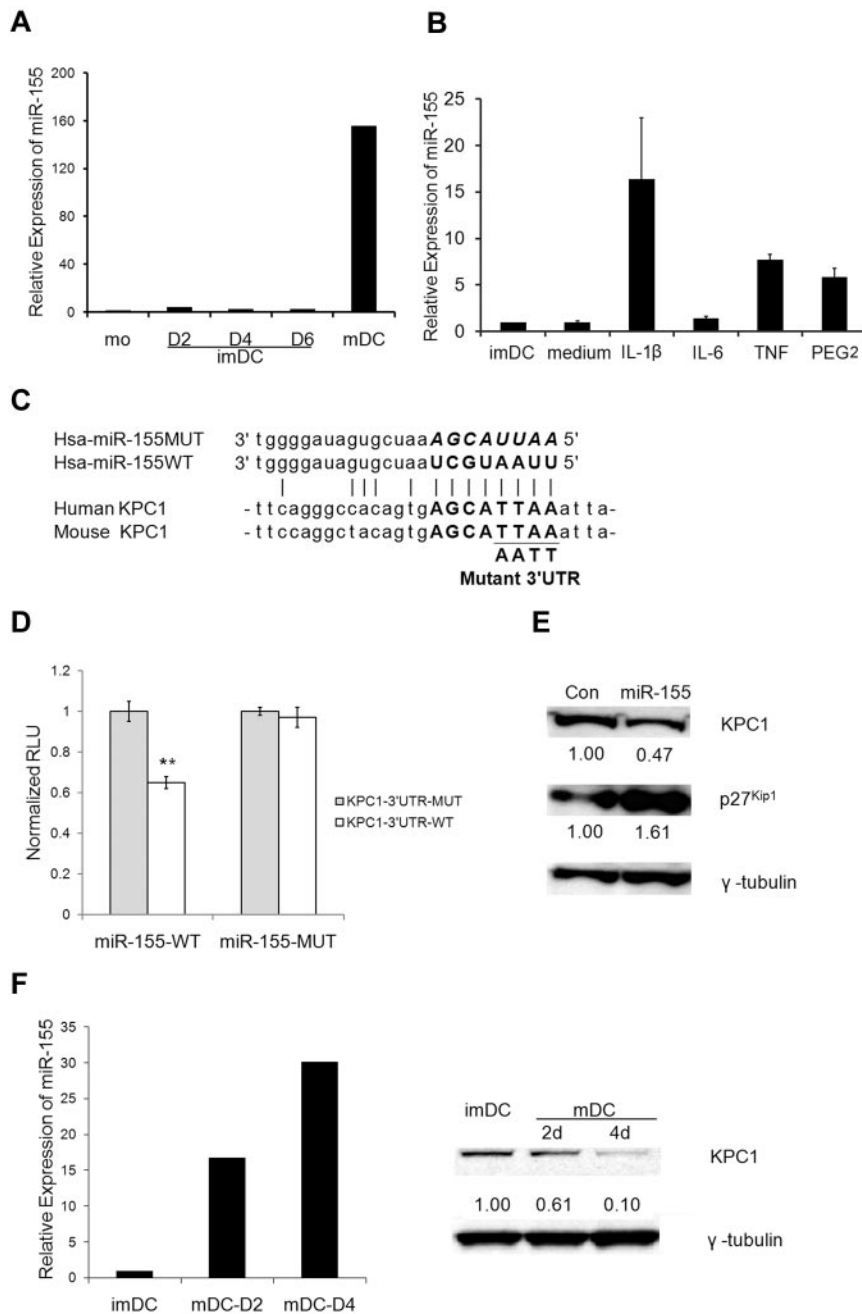 A
Relative Expression of miR-155
200
160
120
80
40
0
mo
D2
D4
D6
mDC
imDC
B
Relative Expression of miR-155
25
20
15
10
5
0
imDC
medium
IL-1β
IL-6
TNF
PEG2
C
Hsa-miR-155MUT 3' tggggauagugcuaaAGCAUUAA 5'
Hsa-miR-155WT 3' tggggauagugcuaaUCGUAAUU 5'
Human KPC1 -ttcagggccacagtgAGCATTAAatta-
Mouse KPC1 -ttccaggctacagtgAGCATTAAatta-
AATT
Mutant 3'UTR
D
Normalized RLU
1.2
1
0.8
0.6
0.4
0.2
0
**
miR-155-WT
miR-155-MUT
KPC1-3'UTR-MUT
KPC1-3'UTR-WT
E
Con miR-155
KPC1
1.00 0.47
p27Kip1
1.00 1.61
γ-tubulin
F
Relative Expression of miR-155
35
30
25
20
15
10
5
0
imDC
mDC-D2
mDC-D4
imDC mDC
2d 4d
KPC1
1.00 0.61 0.10
γ-tubulin